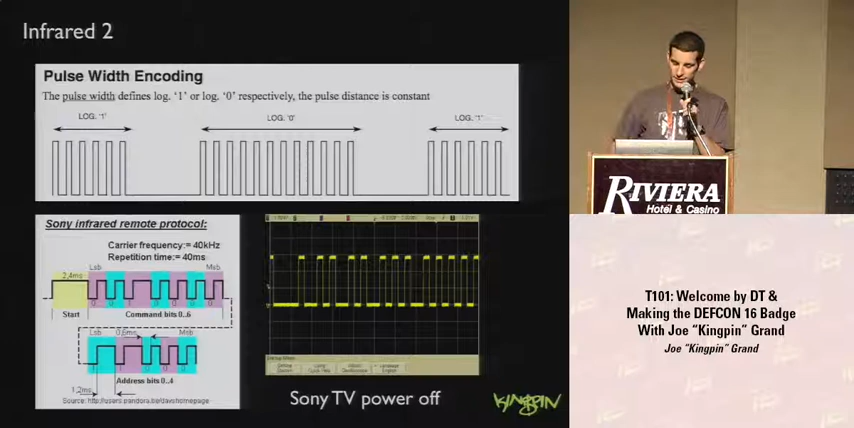 Infrared 2
Pulse Width Encoding
The pulse width defines log. ‘1’ or log. ‘0’ respectively, the pulse distance is constant
LOG. ‘1’
LOG. ‘0’
LOG. ‘1’
Sony infrared remote protocol:
Carrier frequency:= 40kHz
Repetition time:= 40ms
2,4ms
Lsb
Msb
Start
Command bits 0..6
Lsb
0,6ms
Msb
Address bits 0..4
1,2ms
Sony TV power off
KINGPIN
RIVIERA
Hotel & Casino
T101: Welcome by DT &
Making the DEFCON 16 Badge
With Joe “Kingpin” Grand
Joe “Kingpin” Grand